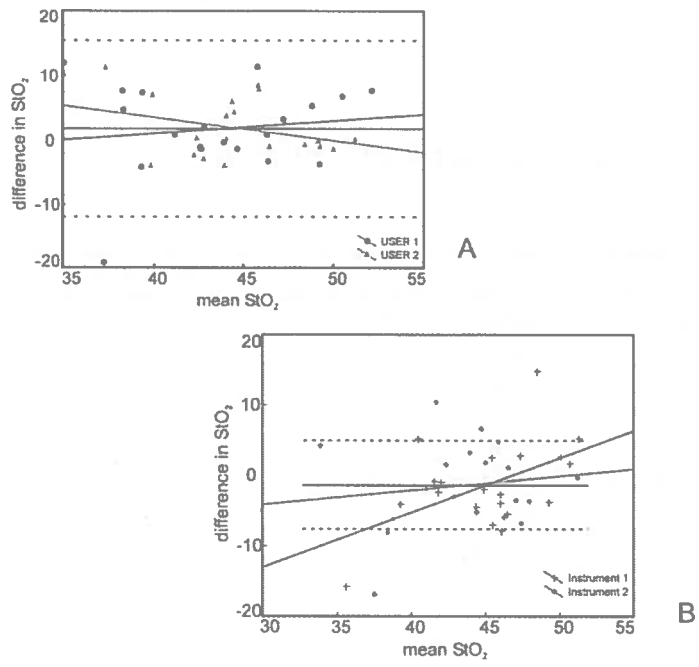 20
10
0
-10
-20
difference in StO2
35
40
45
50
55
mean StO2
USER 1
USER 2
A
20
10
0
-10
-20
difference in StO2
30
35
40
45
50
55
mean StO2
Instrument 1
Instrument 2
B